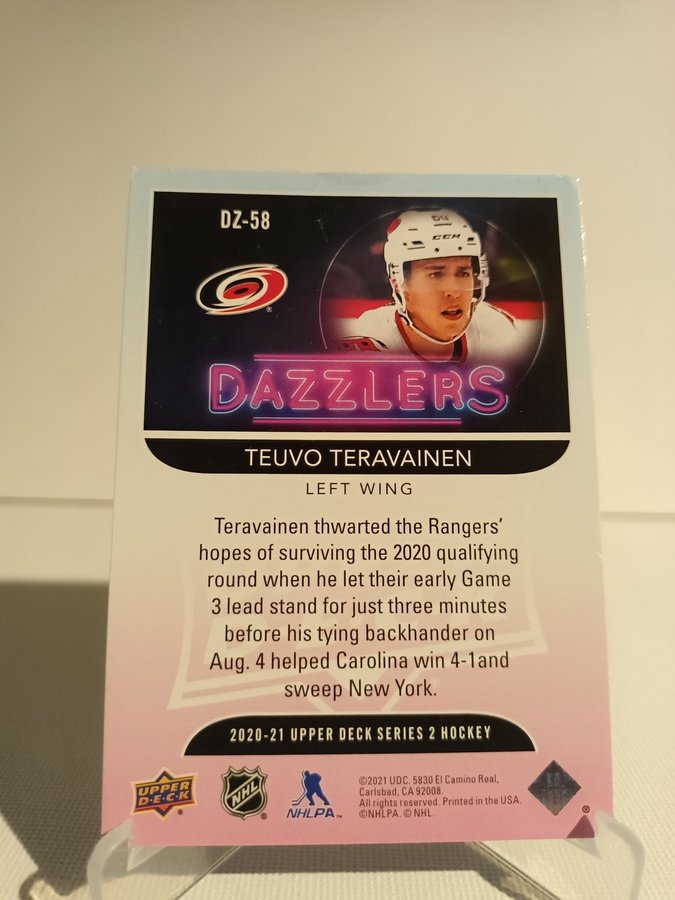 DZ-58
CCM
DAZZLERS
TEUVO TERAVAINEN
LEFT WING
Teravainen thwarted the Rangers'
hopes of surviving the 2020 qualifying
round when he let their early Game
3 lead stand for just three minutes
before his tying backhander on
Aug. 4 helped Carolina win 4-1and
sweep New York.
2020-21 UPPER DECK SERIES 2 HOCKEY
UPPER
D·E·C·K
®
NHL
®
NHLPA™
©2021 UDC. 5830 El Camino Real,
Carlsbad, CA 92008.
All rights reserved. Printed in the USA.
©NHLPA. © NHL.
®